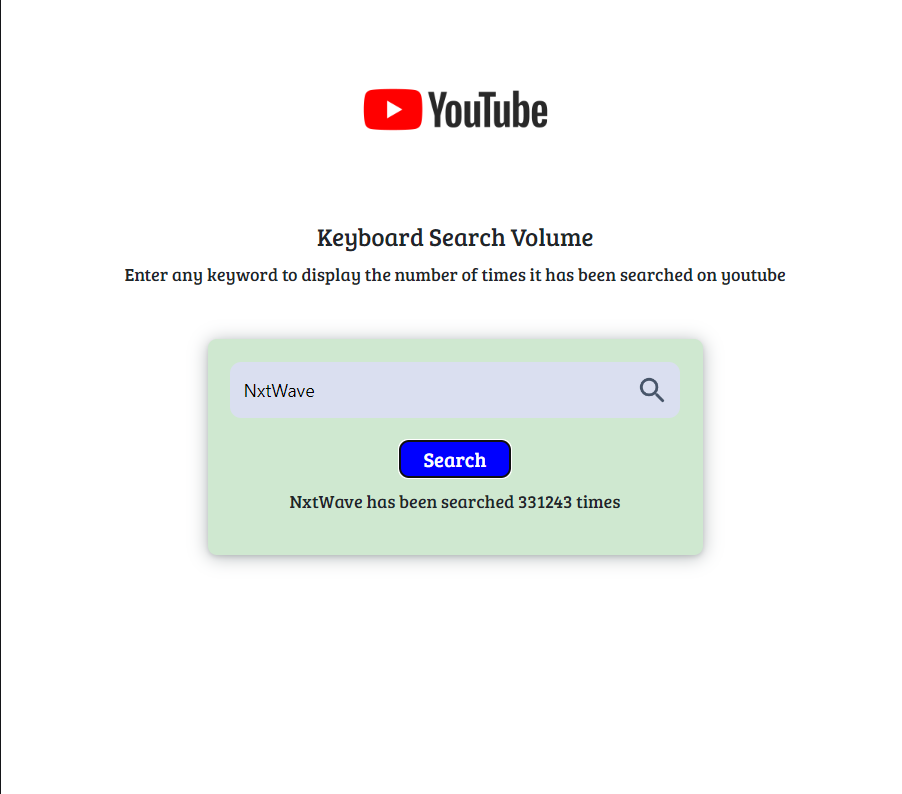 YouTube
Keyboard Search Volume
Enter any keyword to display the number of times it has been searched on youtube
NxtWave
Search
NxtWave has been searched 331243 times